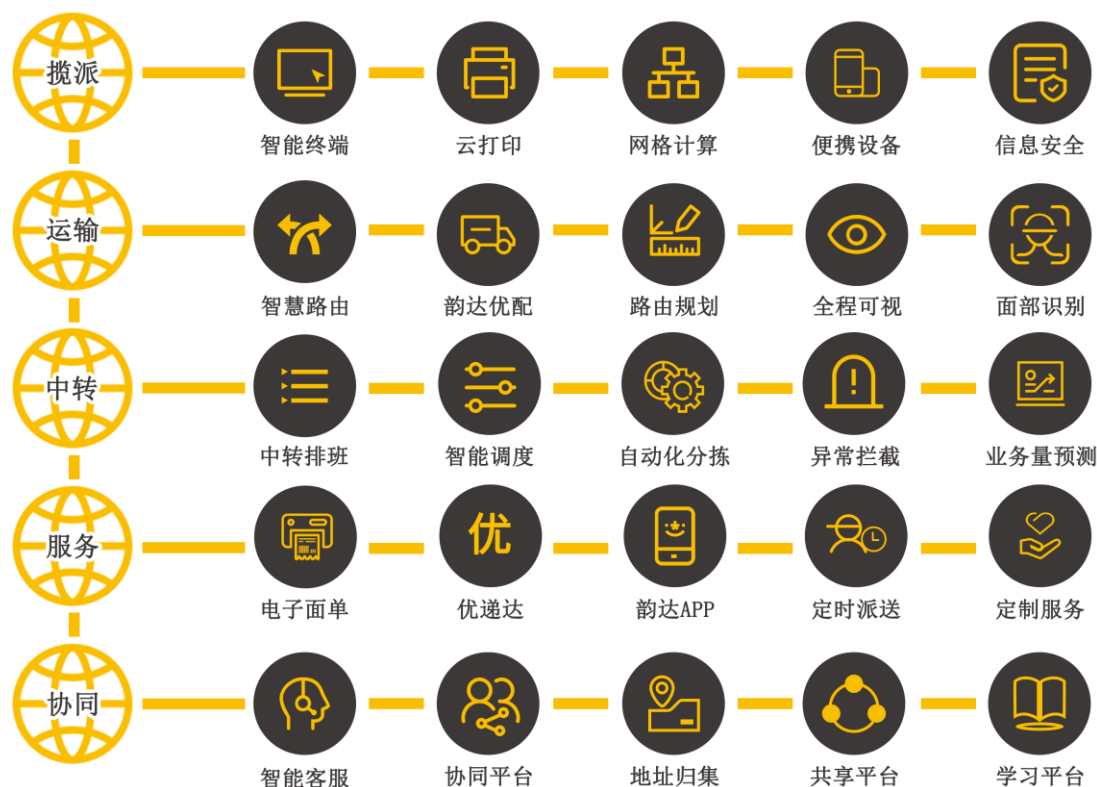 揽派
智能终端
云打印
网格计算
便携设备
信息安全
运输
智慧路由
韵达优配
路由规划
全程可视
面部识别
中转
中转排班
智能调度
自动化分拣
异常拦截
业务量预测
服务
优
电子面单
优递达
韵达APP
定时派送
定制服务
协同
智能客服
协同平台
地址归集
共享平台
学习平台